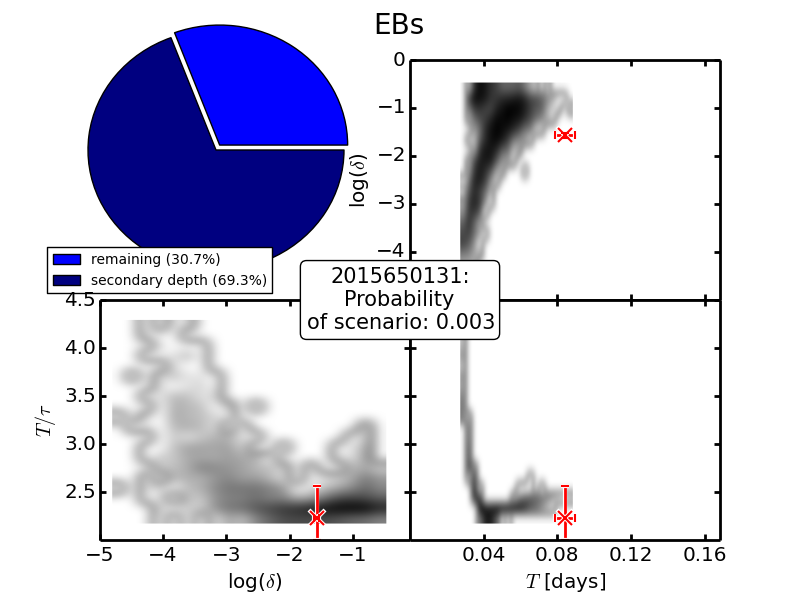 EBs
0
−1
−2
−3
−4
log(δ)
remaining (30.7%)
secondary depth (69.3%)
2015650131:
Probability
of scenario: 0.003
4.5
4.0
3.5
3.0
2.5
T/τ
−5 −4 −3 −2 −1
log(δ)
0.04 0.08 0.12 0.16
T [days]